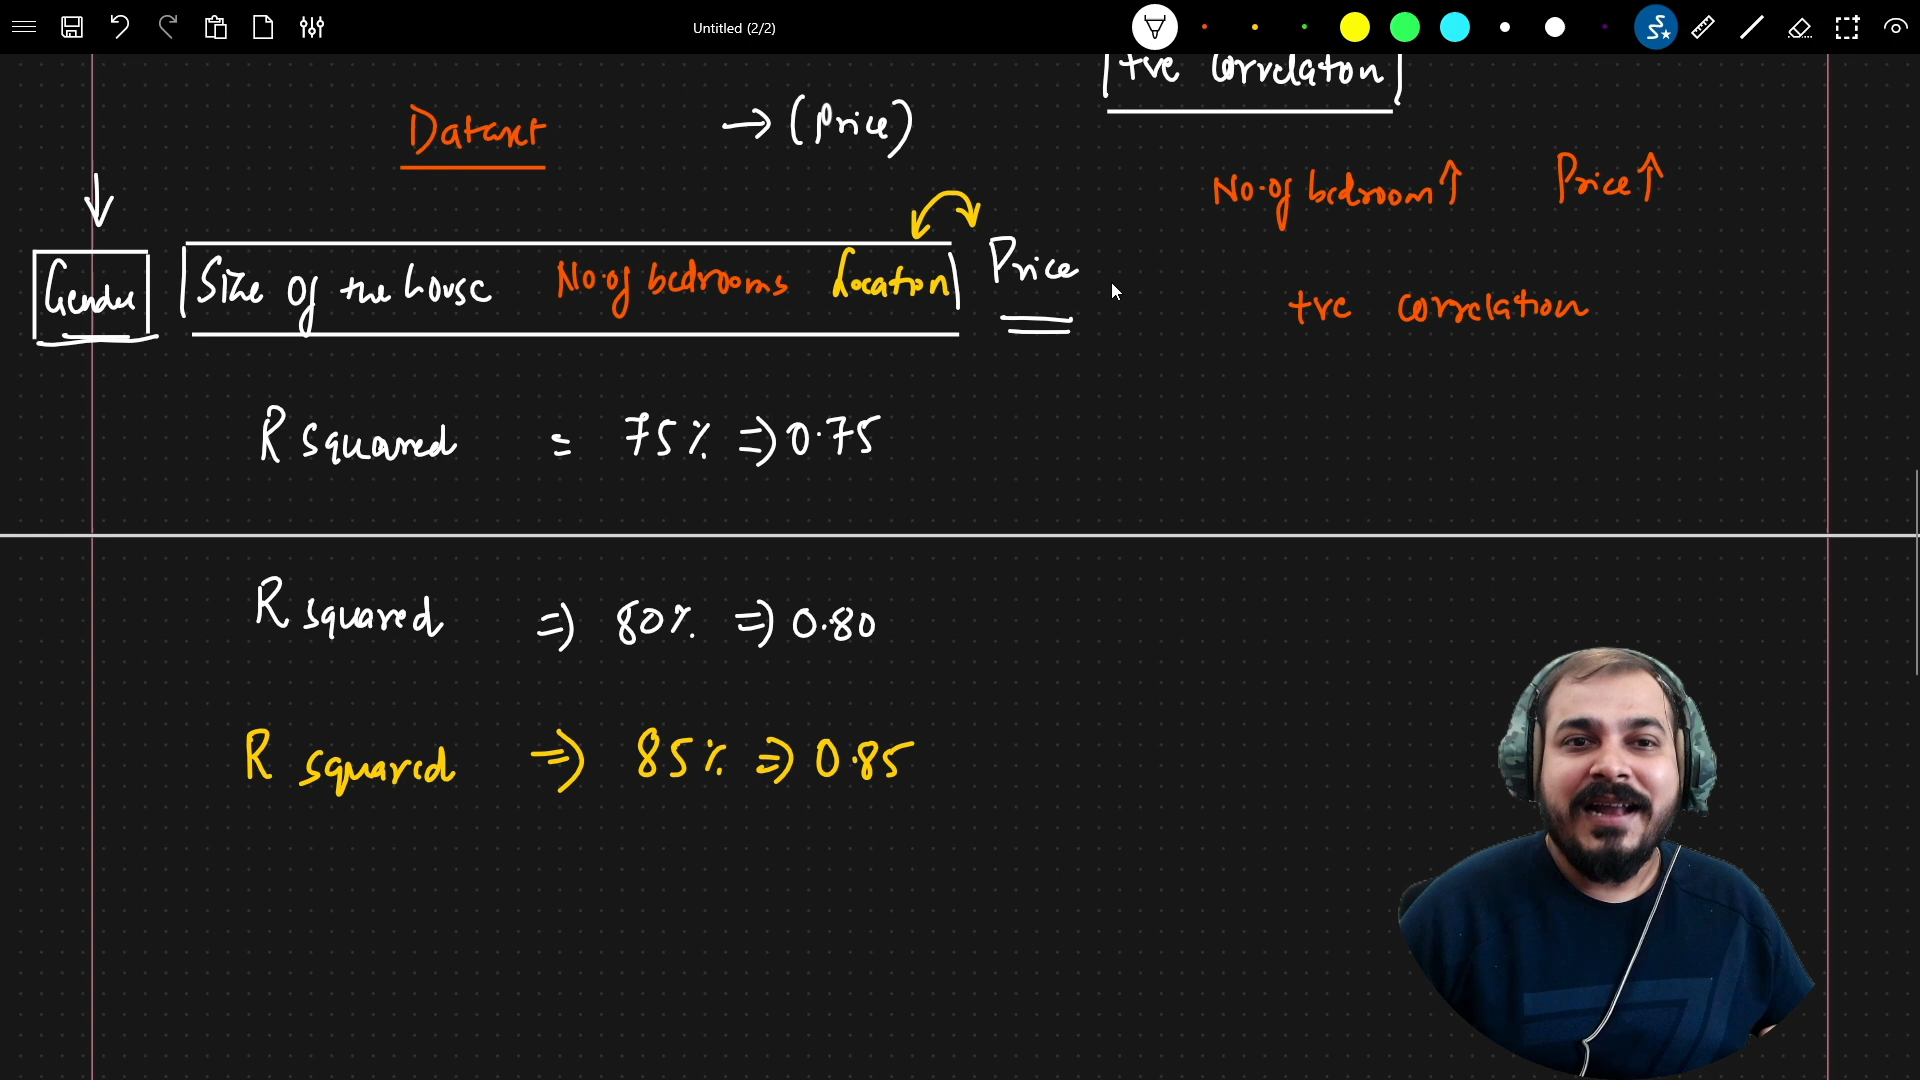 Untitled (2/2)
+ve Correlaton
Dataset → (Price)
No. of bedroom ↑ Price ↑
Gender Size of the house No. of bedrooms Location Price
+ve correlation
R squared = 75% ⇒ 0.75
R squared ⇒ 80% ⇒ 0.80
R squared ⇒ 85% ⇒ 0.85